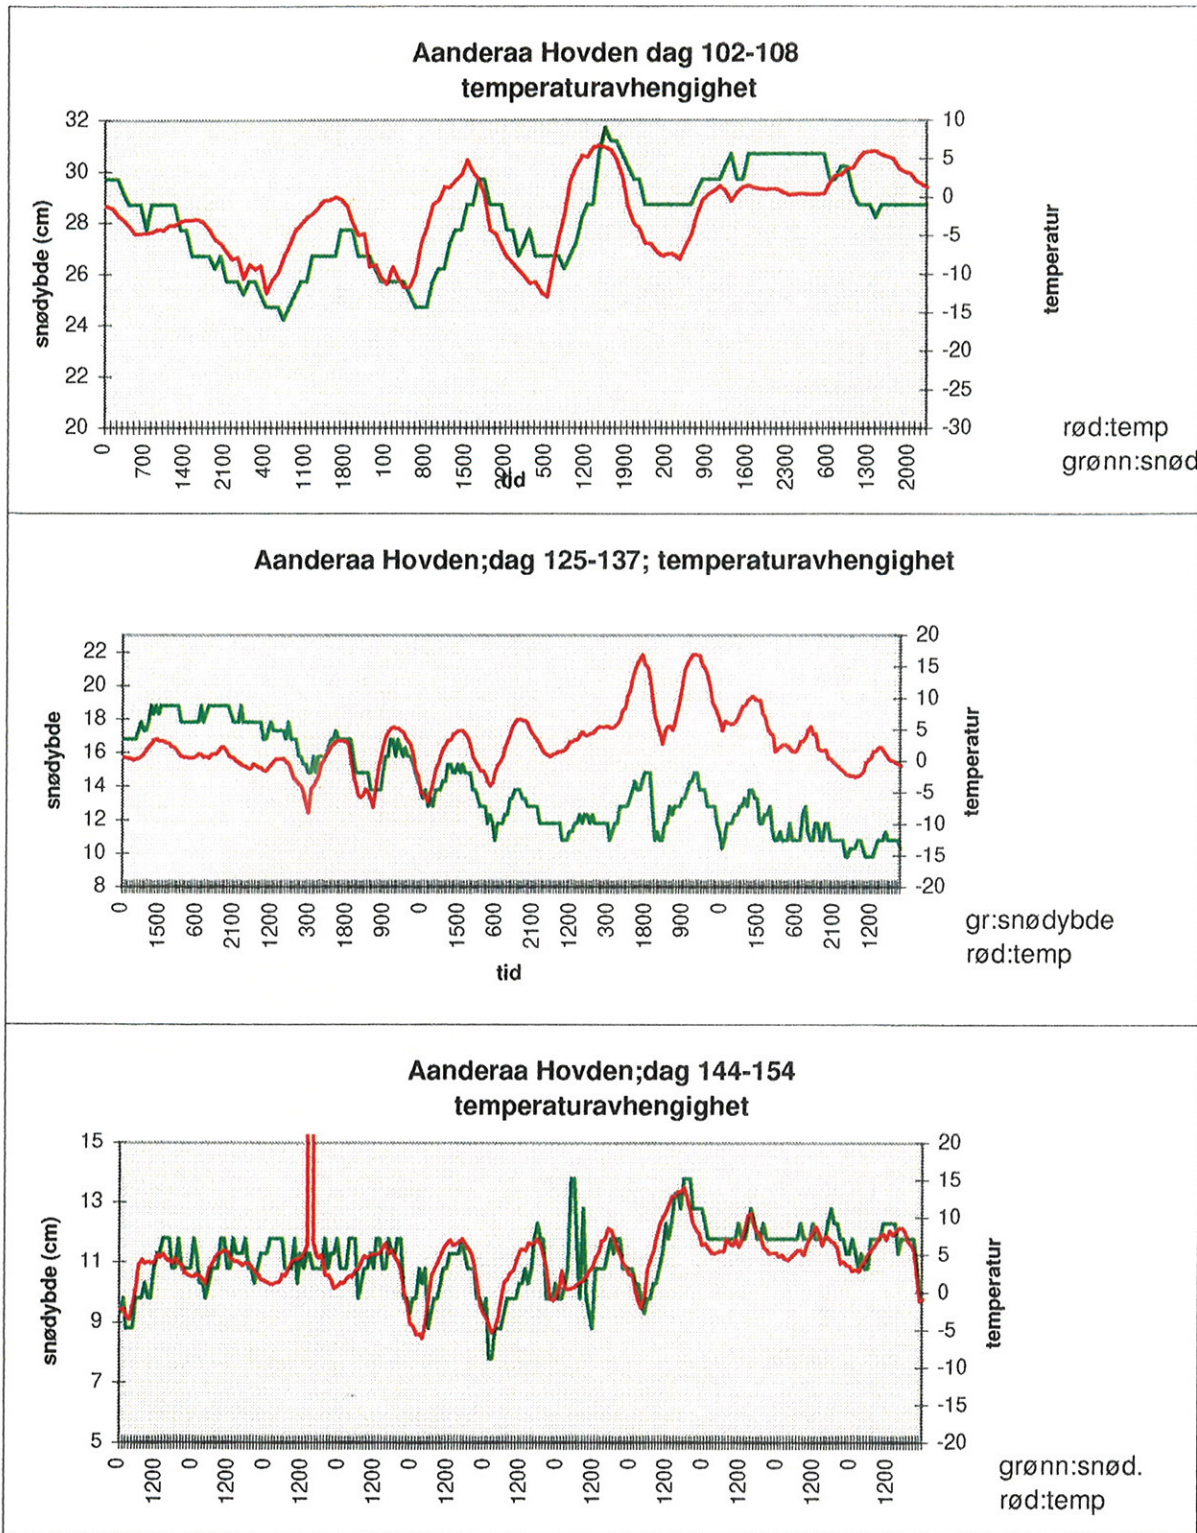 Aanderaa Hovden dag 102-108
temperaturavhengighet
snødybde (cm)
32
30
28
26
24
22
20
10
5
0
-5
-10
-15
-20
-25
-30
temperatur
0 700 1400 2100 400 1100 1800 100 800 1500 2200 500 1200 1900 200 900 1600 2300 600 1300 2000
tid
rød:temp
grønn:snød
Aanderaa Hovden;dag 125-137; temperaturavhengighet
snødybde
22
20
18
16
14
12
10
8
20
15
10
5
0
-5
-10
-15
-20
temperatur
0 1500 600 2100 1200 300 1800 900 0 1500 600 2100 1200 300 1800 900 0 1500 600 2100 1200
tid
gr:snødybde
rød:temp
Aanderaa Hovden;dag 144-154
temperaturavhengighet
snødybde (cm)
15
13
11
9
7
5
20
15
10
5
0
-5
-10
-15
-20
temperatur
0 1200 0 1200 0 1200 0 1200 0 1200 0 1200 0 1200 0 1200 0 1200 0 1200 0 1200
grønn:snød.
rød:temp